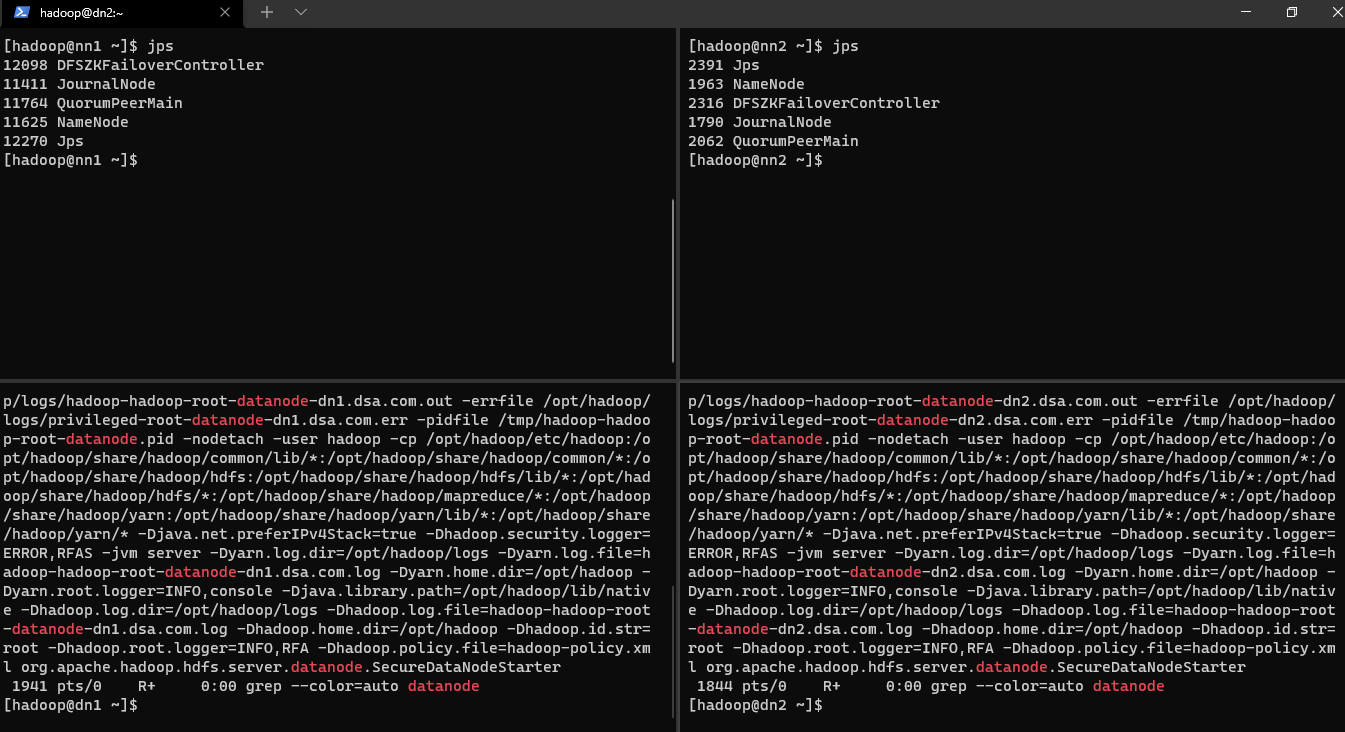 hadoop@dn2:~
[hadoop@nn1 ~]$ jps
12098 DFSZKFailoverController
11411 JournalNode
11764 QuorumPeerMain
11625 NameNode
12270 Jps
[hadoop@nn1 ~]$
[hadoop@nn2 ~]$ jps
2391 Jps
1963 NameNode
2316 DFSZKFailoverController
1790 JournalNode
2062 QuorumPeerMain
[hadoop@nn2 ~]$
p/logs/hadoop-hadoop-root-datanode-dn1.dsa.com.out -errfile /opt/hadoop/
logs/privileged-root-datanode-dn1.dsa.com.err -pidfile /tmp/hadoop-hadoo
p-root-datanode.pid -nodetach -user hadoop -cp /opt/hadoop/etc/hadoop:/o
pt/hadoop/share/hadoop/common/lib/*:/opt/hadoop/share/hadoop/common/*:/o
pt/hadoop/share/hadoop/hdfs:/opt/hadoop/share/hadoop/hdfs/lib/*:/opt/had
oop/share/hadoop/hdfs/*:/opt/hadoop/share/hadoop/mapreduce/*:/opt/hadoop
/share/hadoop/yarn:/opt/hadoop/share/hadoop/yarn/lib/*:/opt/hadoop/share
/hadoop/yarn/* -Djava.net.preferIPv4Stack=true -Dhadoop.security.logger=
ERROR,RFAS -jvm server -Dyarn.log.dir=/opt/hadoop/logs -Dyarn.log.file=h
adoop-hadoop-root-datanode-dn1.dsa.com.log -Dyarn.home.dir=/opt/hadoop -
Dyarn.root.logger=INFO,console -Djava.library.path=/opt/hadoop/lib/nativ
e -Dhadoop.log.dir=/opt/hadoop/logs -Dhadoop.log.file=hadoop-hadoop-root
-datanode-dn1.dsa.com.log -Dhadoop.home.dir=/opt/hadoop -Dhadoop.id.str=
root -Dhadoop.root.logger=INFO,RFA -Dhadoop.policy.file=hadoop-policy.xm
l org.apache.hadoop.hdfs.server.datanode.SecureDataNodeStarter
1941 pts/0    R+     0:00 grep --color=auto datanode
[hadoop@dn1 ~]$
p/logs/hadoop-hadoop-root-datanode-dn2.dsa.com.out -errfile /opt/hadoop/
logs/privileged-root-datanode-dn2.dsa.com.err -pidfile /tmp/hadoop-hadoo
p-root-datanode.pid -nodetach -user hadoop -cp /opt/hadoop/etc/hadoop:/o
pt/hadoop/share/hadoop/common/lib/*:/opt/hadoop/share/hadoop/common/*:/o
pt/hadoop/share/hadoop/hdfs:/opt/hadoop/share/hadoop/hdfs/lib/*:/opt/had
oop/share/hadoop/hdfs/*:/opt/hadoop/share/hadoop/mapreduce/*:/opt/hadoop
/share/hadoop/yarn:/opt/hadoop/share/hadoop/yarn/lib/*:/opt/hadoop/share
/hadoop/yarn/* -Djava.net.preferIPv4Stack=true -Dhadoop.security.logger=
ERROR,RFAS -jvm server -Dyarn.log.dir=/opt/hadoop/logs -Dyarn.log.file=h
adoop-hadoop-root-datanode-dn2.dsa.com.log -Dyarn.home.dir=/opt/hadoop -
Dyarn.root.logger=INFO,console -Djava.library.path=/opt/hadoop/lib/nativ
e -Dhadoop.log.dir=/opt/hadoop/logs -Dhadoop.log.file=hadoop-hadoop-root
-datanode-dn2.dsa.com.log -Dhadoop.home.dir=/opt/hadoop -Dhadoop.id.str=
root -Dhadoop.root.logger=INFO,RFA -Dhadoop.policy.file=hadoop-policy.xm
l org.apache.hadoop.hdfs.server.datanode.SecureDataNodeStarter
1844 pts/0    R+     0:00 grep --color=auto datanode
[hadoop@dn2 ~]$